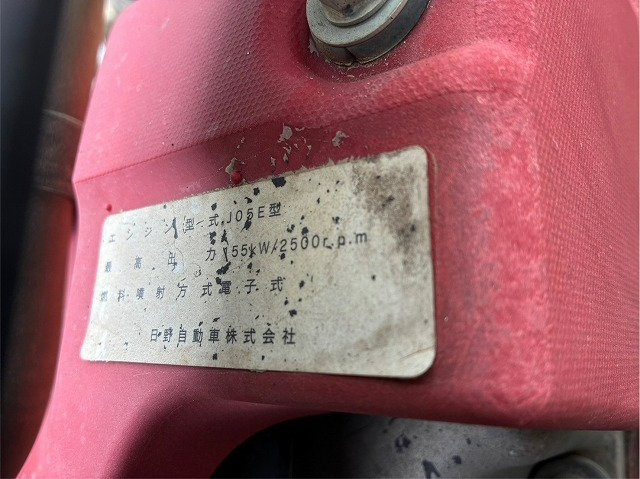 エンジン型式 J05E型
最高出力 155kW/2500r.p.m
燃料噴射方式電子式
日野自動車株式会社